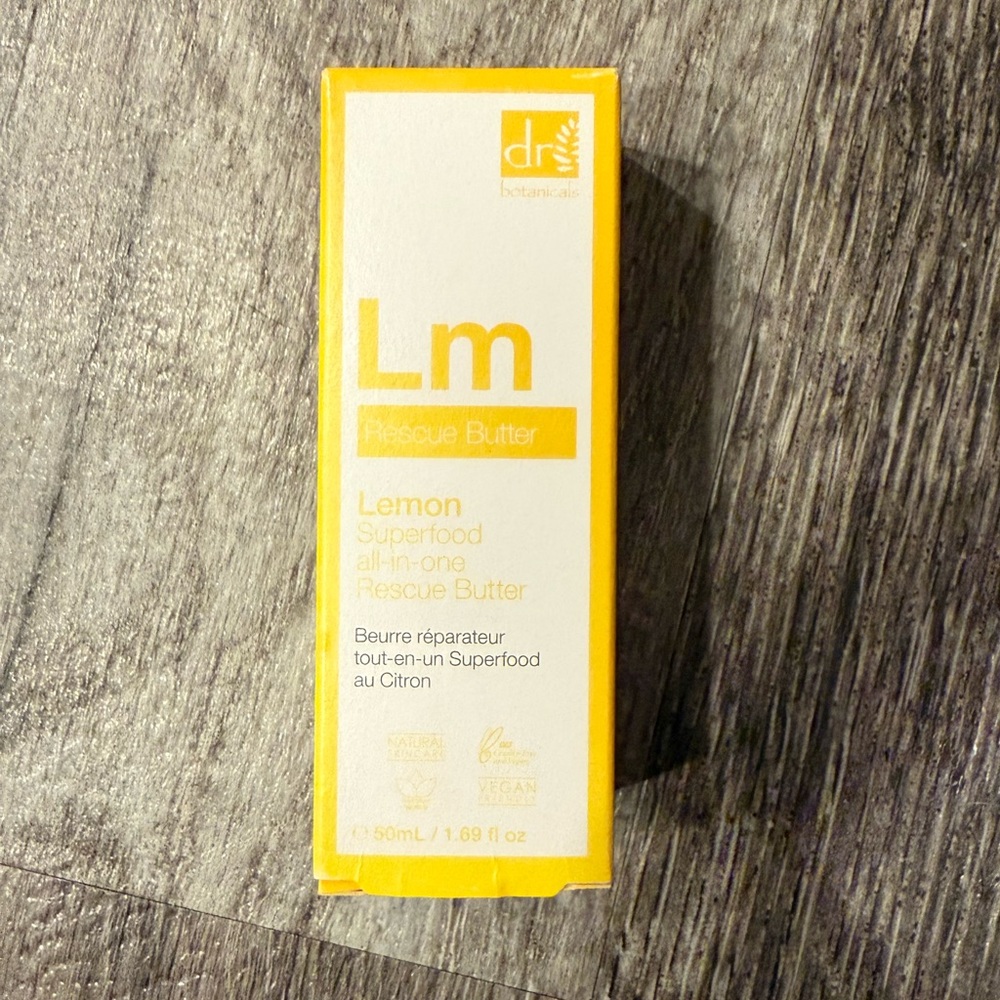 dr
botanicals
Lm
Rescue Butter
Lemon
Superfood
all-in-one
Rescue Butter
Beurre réparateur
tout-en-un Superfood
au Citron
NATURAL
SKINCARE
VEGAN
FRIENDLY
50mL / 1.69 fl oz